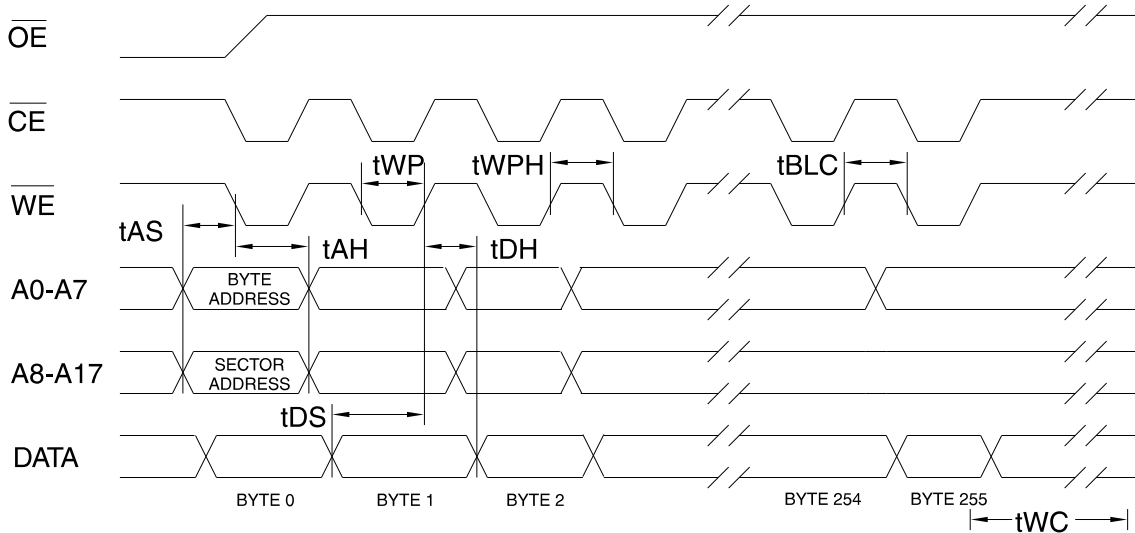 OE
CE
tWP
tWPH
tBLC
WE
tAS
tAH
tDH
A0-A7
BYTE
ADDRESS
A8-A17
SECTOR
ADDRESS
tDS
DATA
BYTE 0
BYTE 1
BYTE 2
BYTE 254
BYTE 255
tWC